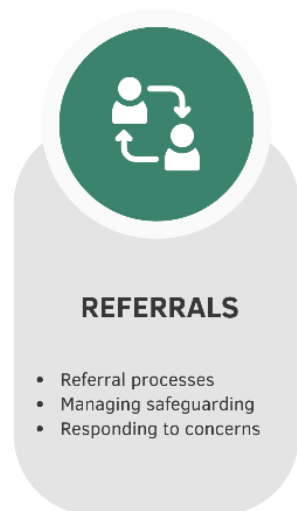 REFERRALS
• Referral processes
• Managing safeguarding
• Responding to concerns